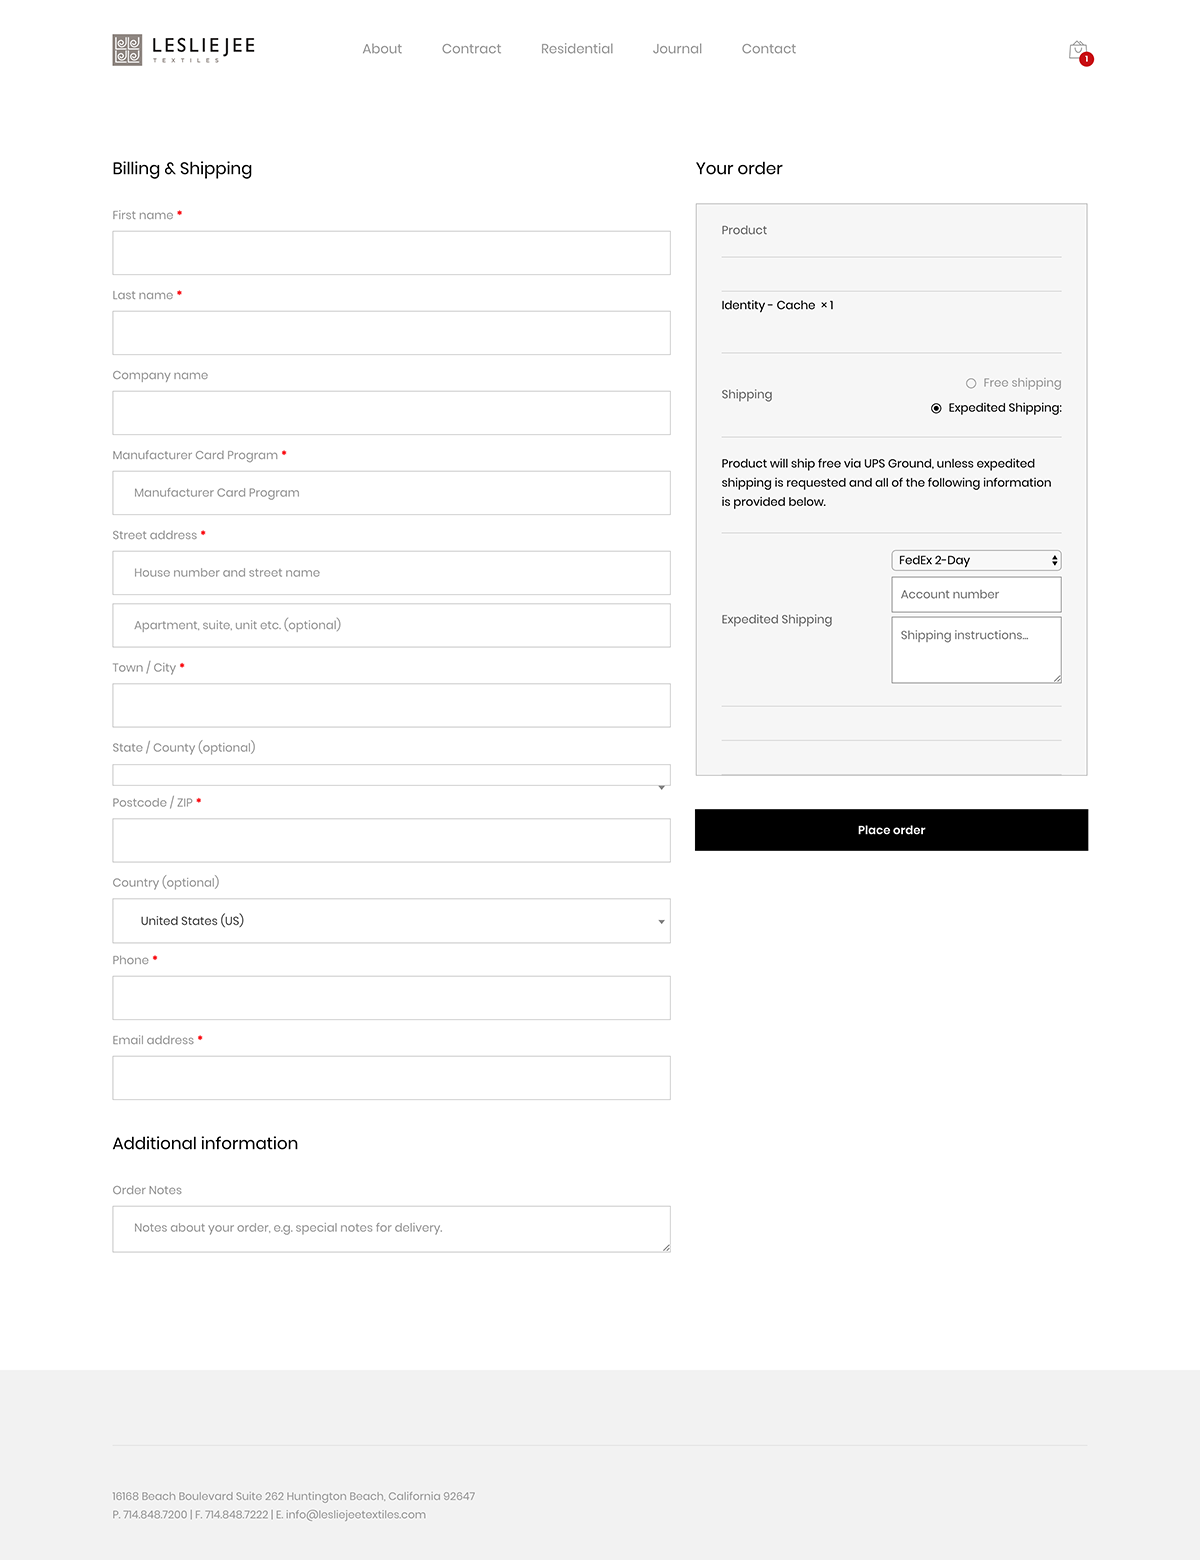 LESLIE JEE
TEXTILES
About
Contract
Residential
Journal
Contact
1
Billing & Shipping
First name *
Last name *
Company name
Manufacturer Card Program *
Manufacturer Card Program
Street address *
House number and street name
Apartment, suite, unit etc. (optional)
Town / City *
State / County (optional)
Postcode / ZIP *
Country (optional)
United States (US)
Phone *
Email address *
Additional information
Order Notes
Notes about your order, e.g. special notes for delivery.
Your order
Product
Identity - Cache × 1
Shipping
Free shipping
Expedited Shipping:
Product will ship free via UPS Ground, unless expedited
shipping is requested and all of the following information
is provided below.
Expedited Shipping
FedEx 2-Day
Account number
Shipping instructions...
Place order
16168 Beach Boulevard Suite 262 Huntington Beach, California 92647
P. 714.848.7200 | F. 714.848.7222 | E. info@lesliejeetextiles.com